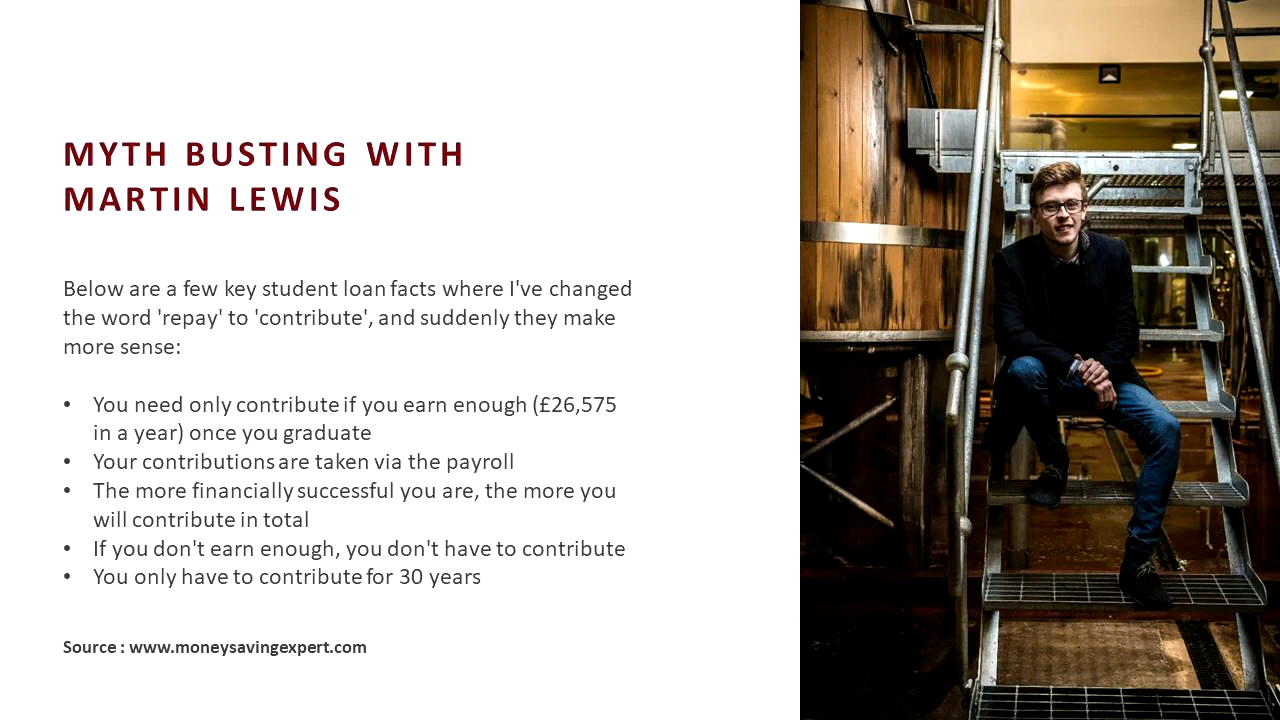 MYTH BUSTING WITH
MARTIN LEWIS
Below are a few key student loan facts where I've changed
the word 'repay' to 'contribute', and suddenly they make
more sense:
• You need only contribute if you earn enough (£26,575
in a year) once you graduate
• Your contributions are taken via the payroll
• The more financially successful you are, the more you
will contribute in total
• If you don't earn enough, you don't have to contribute
• You only have to contribute for 30 years
Source : www.moneysavingexpert.com